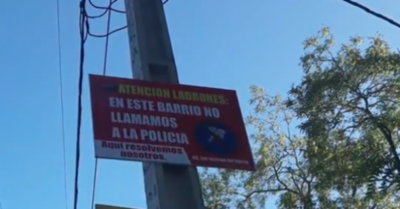 ATENCION LADRONES:
EN ESTE BARRIO NO
LLAMAMOS
A LA POLICIA
Aquí resolvemos
nosotros.